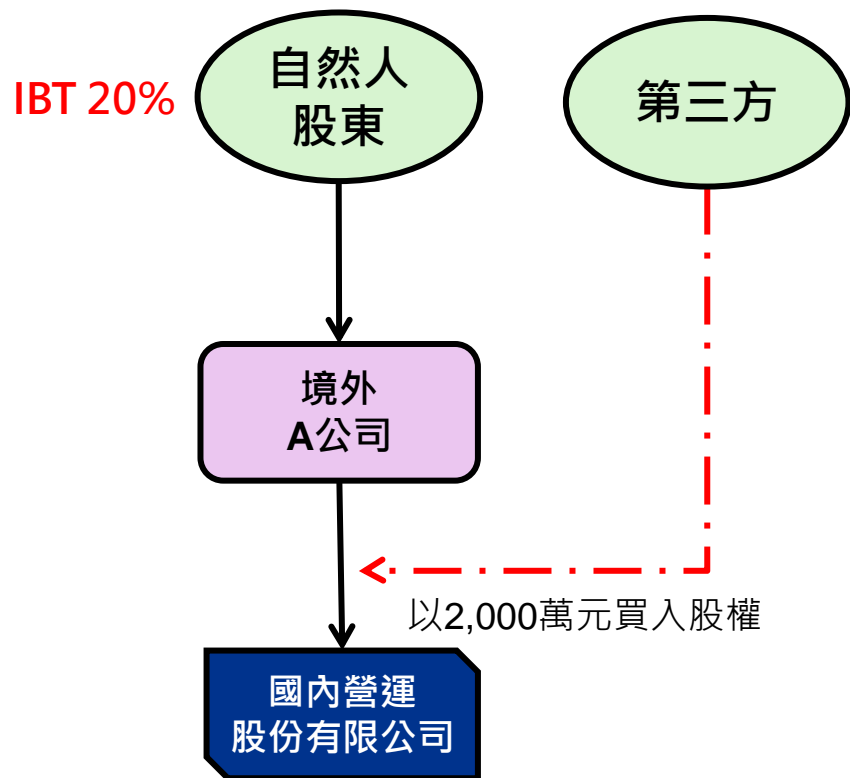 IBT 20%
自然人
股東
第三方
境外
A公司
以2,000萬元買入股權
國內營運
股份有限公司